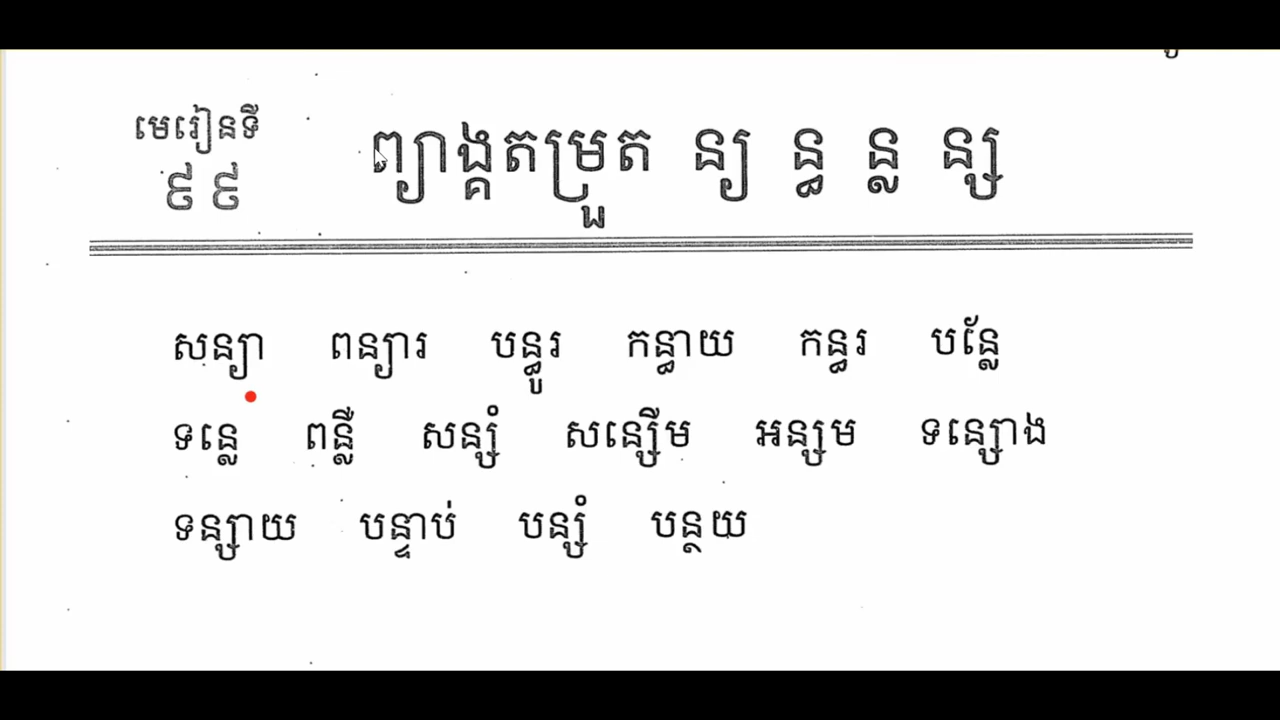 មេរៀនទី
៩៩
ព្យាង្គតម្រួត ន្យ ន្ធ ន្ល ន្ស
សន្យា ពន្យារ បន្ធូរ កន្ធាយ កន្ធរ បន្លែ
ទន្លេ ពន្លឺ សន្សំ សន្សើម អន្សម ទន្សោង
ទន្សាយ បន្ទាប់ បន្សំ បន្ថយ